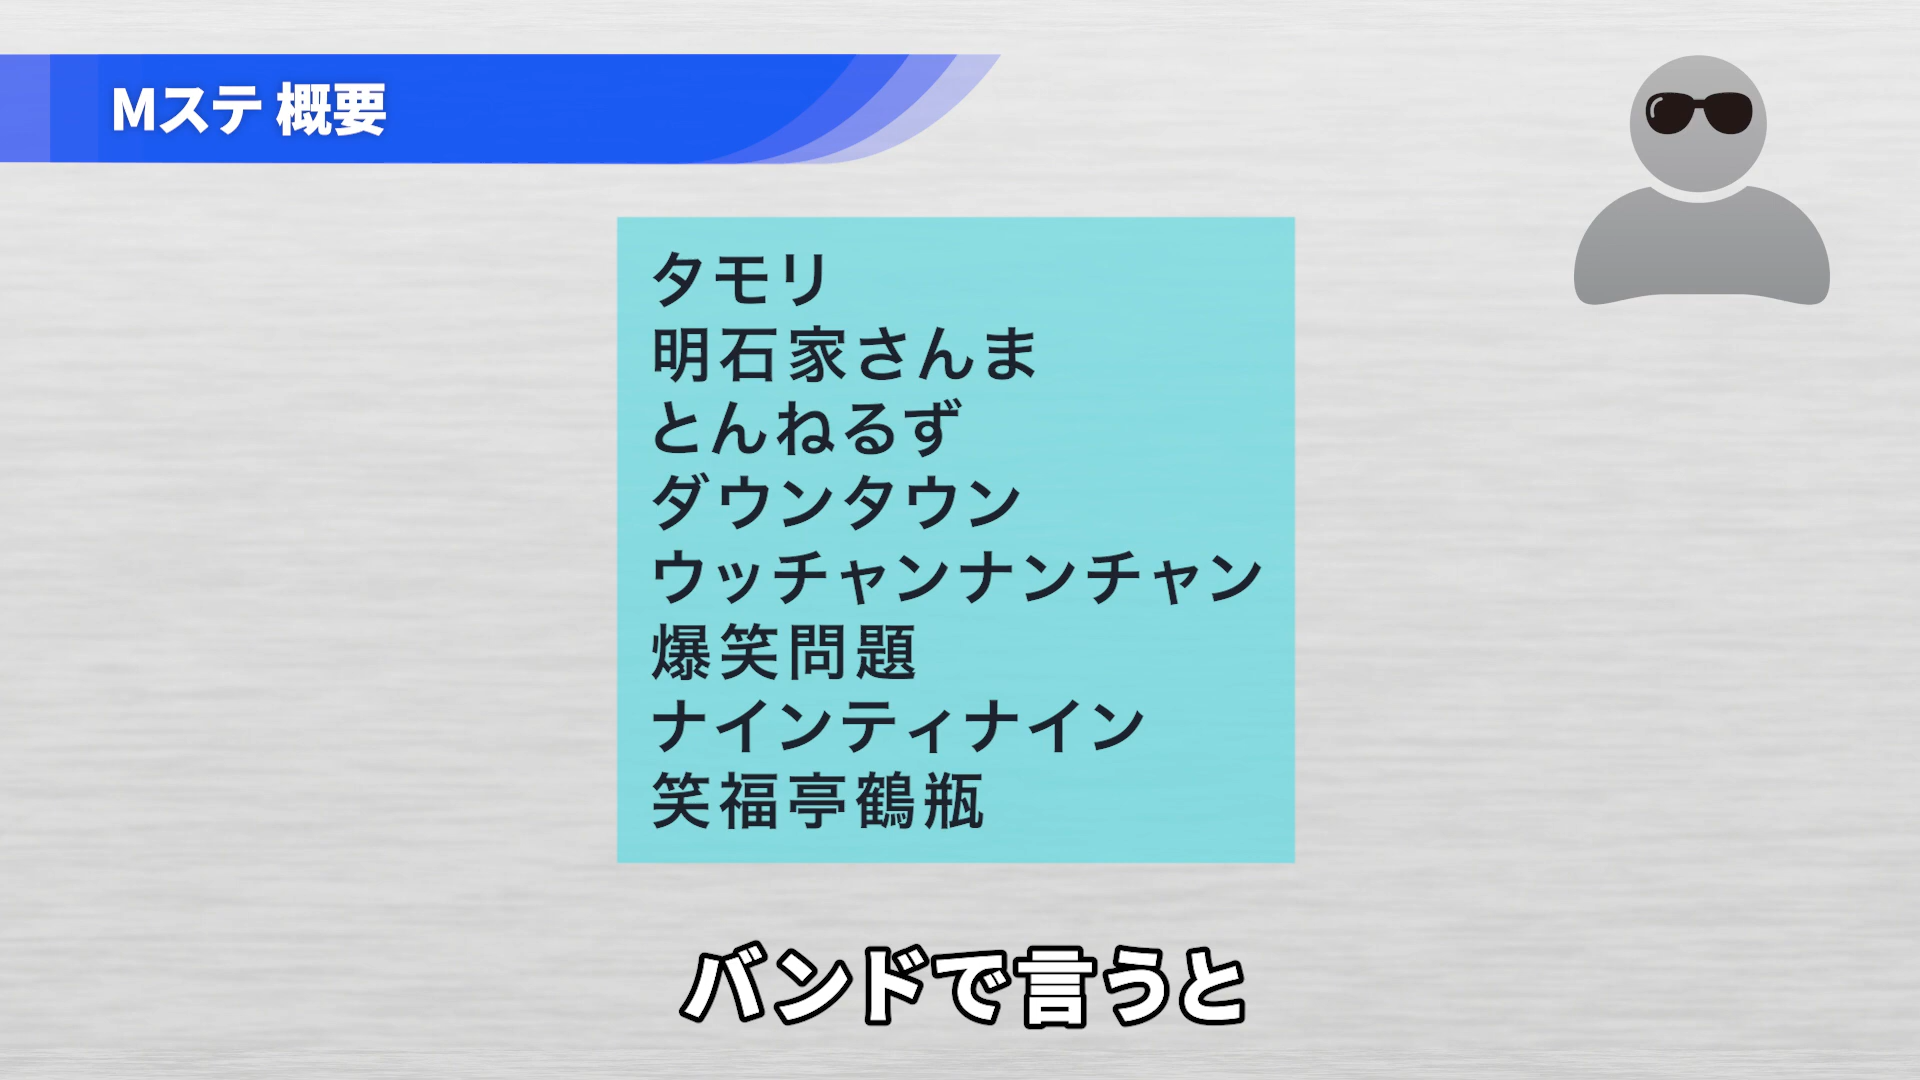 Mステ 概要
タモリ
明石家さんま
とんねるず
ダウンタウン
ウッチャンナンチャン
爆笑問題
ナインティナイン
笑福亭鶴瓶
バンドで言うと